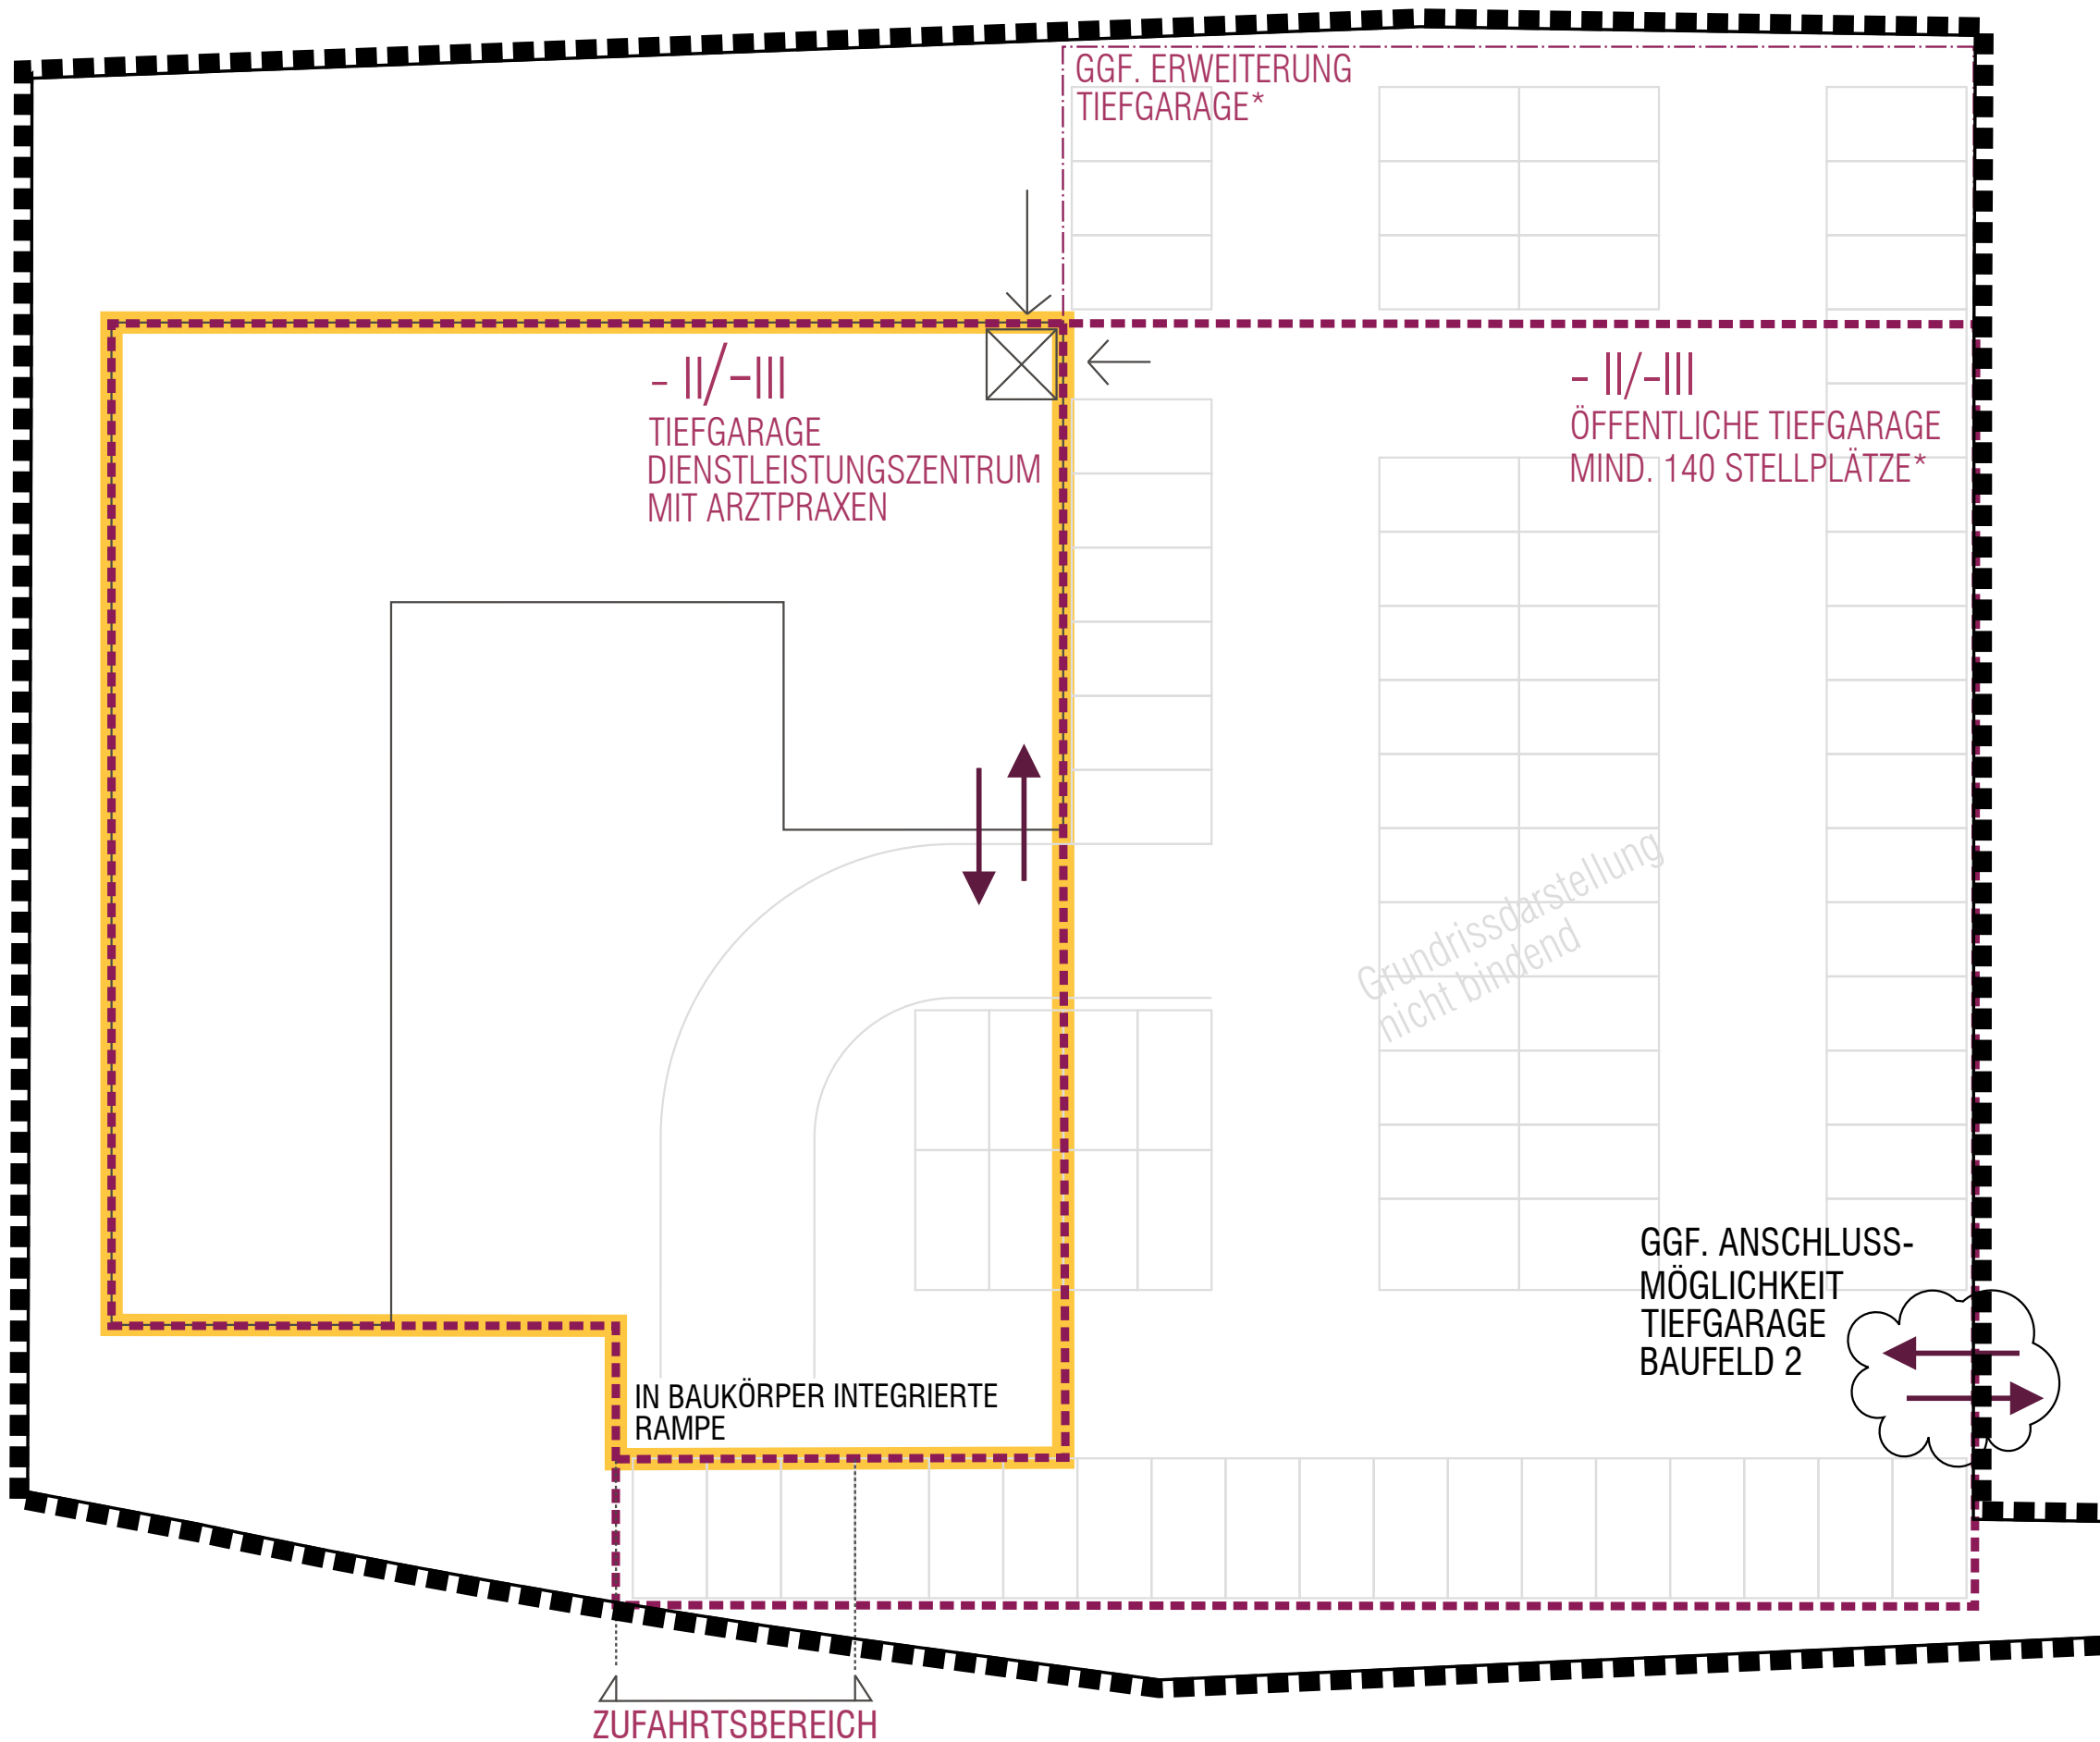 GGF. ERWEITERUNG
TIEFGARAGE*
- II/-III
TIEFGARAGE
DIENSTLEISTUNGSZENTRUM
MIT ARZTPRAXEN
- II/-III
ÖFFENTLICHE TIEFGARAGE
MIND. 140 STELLPLÄTZE*
Grundrissdarstellung
nicht bindend
GGF. ANSCHLUSS-
MÖGLICHKEIT
TIEFGARAGE
BAUFELD 2
IN BAUKÖRPER INTEGRIERTE
RAMPE
ZUFAHRTSBEREICH